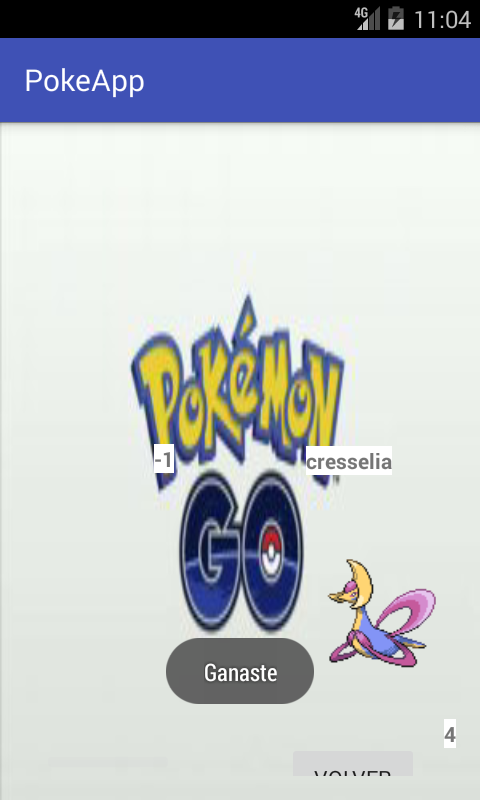 4G 11:04
PokeApp
POKéMON
-1 cresselia
GO
Ganaste
4
VOLVER